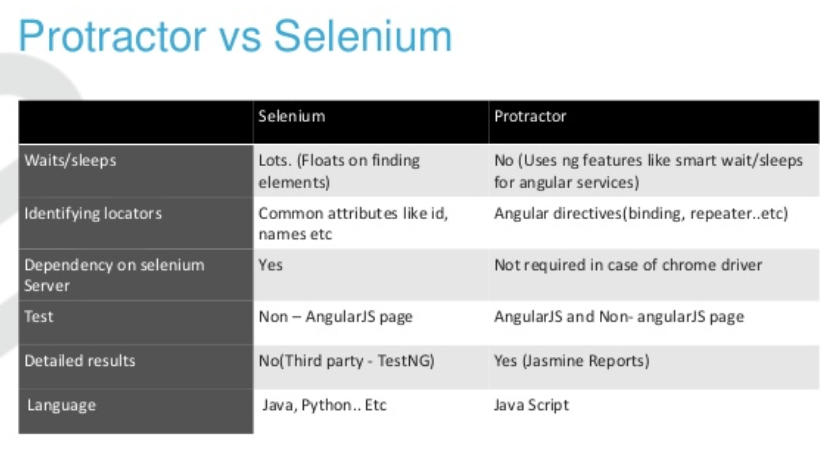 Protractor vs Selenium
Selenium
Protractor
Waits/sleeps
Lots. (Floats on finding
elements)
No (Uses ng features like smart wait/sleeps
for angular services)
Identifying locators
Common attributes like id,
names etc
Angular directives(binding, repeater..etc)
Dependency on selenium
Server
Yes
Not required in case of chrome driver
Test
Non – AngularJS page
AngularJS and Non- angularJS page
Detailed results
No(Third party - TestNG)
Yes (Jasmine Reports)
Language
Java, Python.. Etc
Java Script